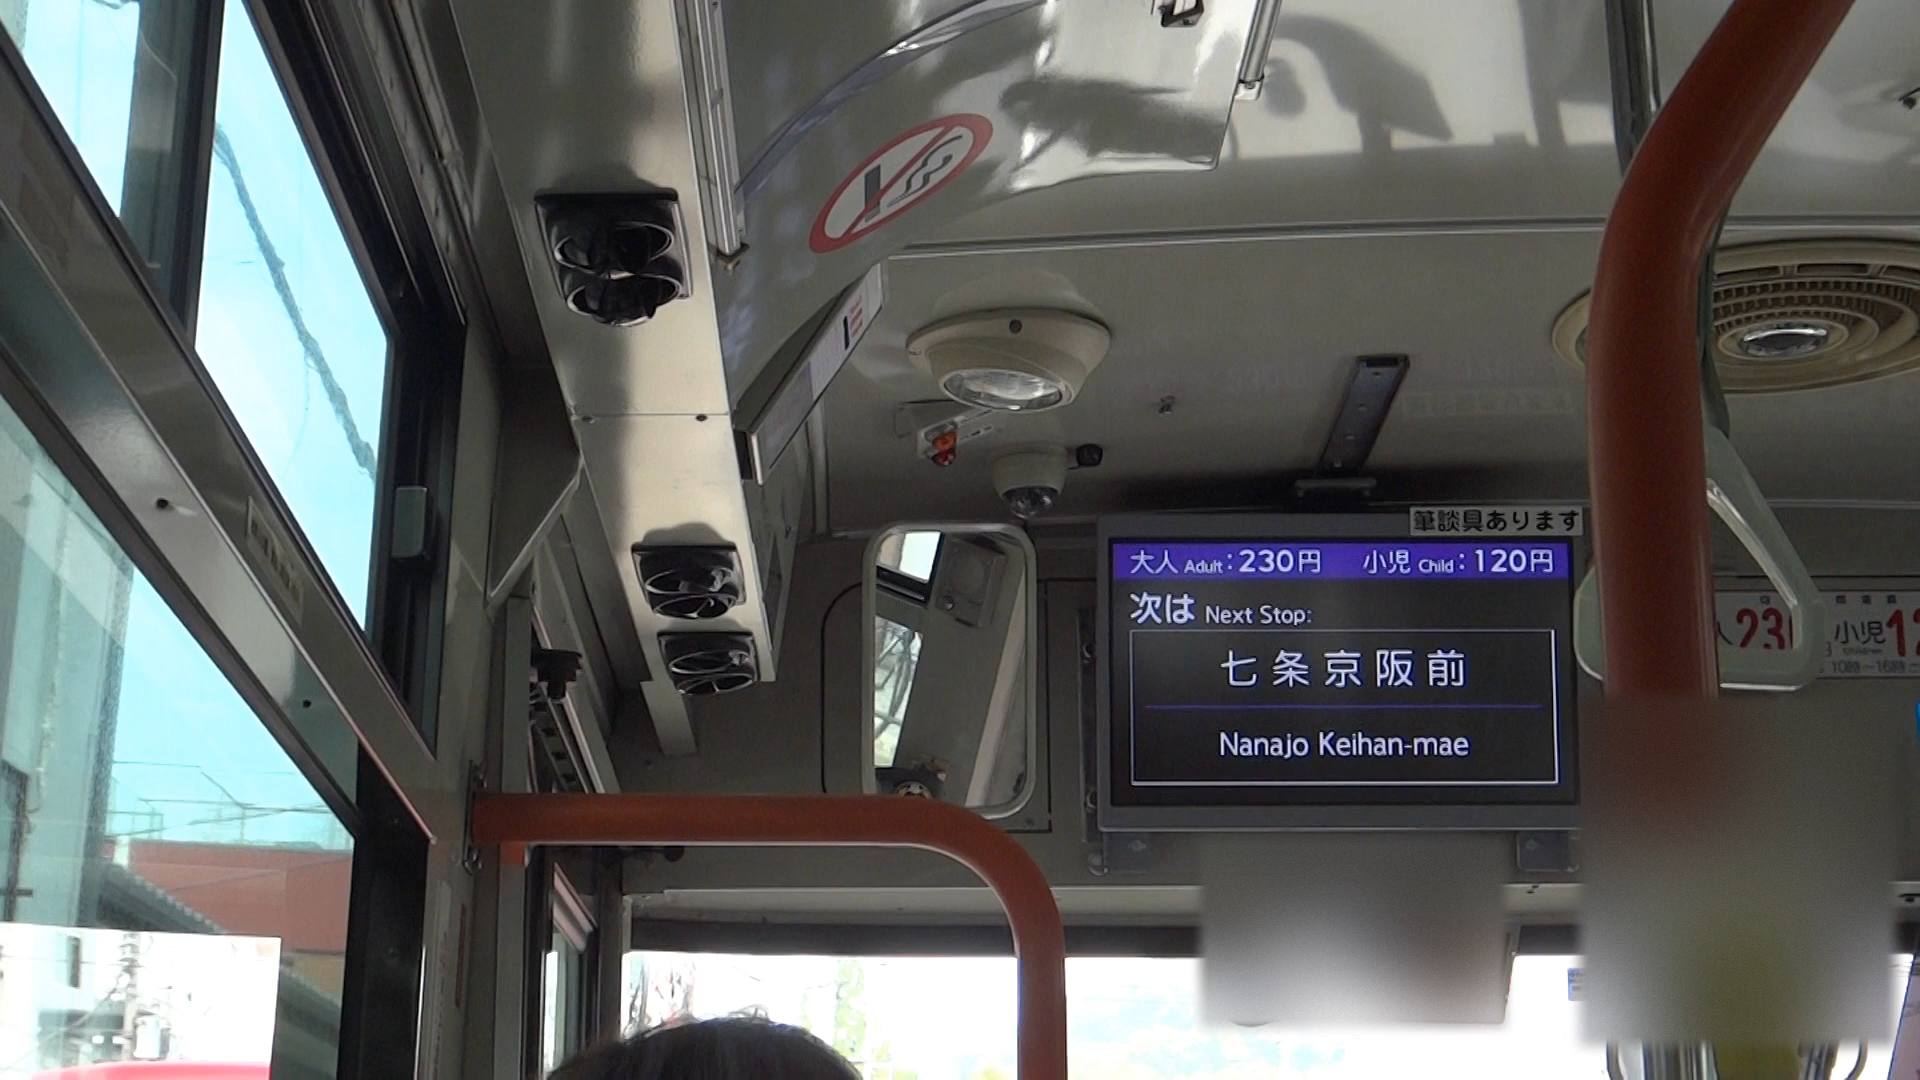 筆談具あります
大人 Adult：230円 小児 Child：120円
次は Next Stop:
七条京阪前
Nanajo Keihan-mae
小児